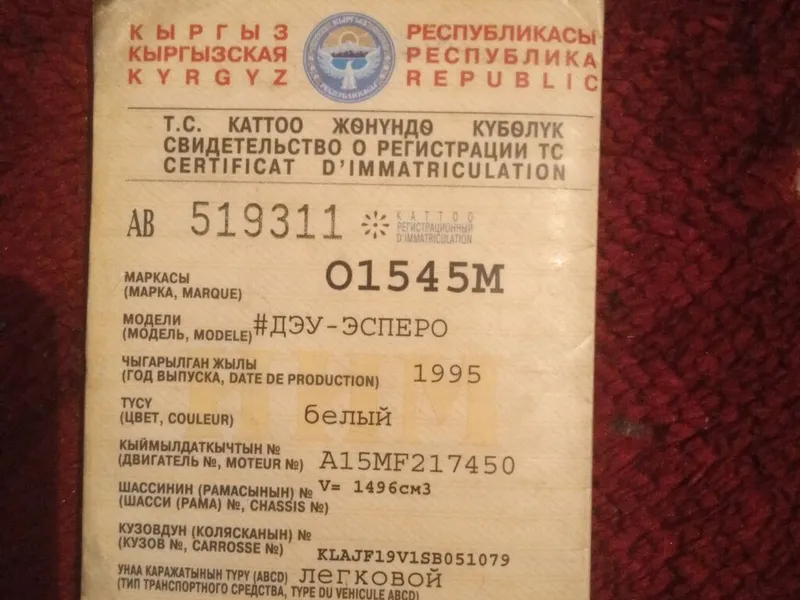 КЫРГЫЗ РЕСПУБЛИКАСЫ
КЫРГЫЗСКАЯ РЕСПУБЛИКА
KYRGYZ REPUBLIC
Т.С. КАТТОО ЖӨНҮНДӨ КҮБӨЛҮК
СВИДЕТЕЛЬСТВО О РЕГИСТРАЦИИ ТС
CERTIFICAT D'IMMATRICULATION
АВ 519311
КАТТОО
РЕГИСТРАЦИОННЫЙ
D'IMMATRICULATION
О1545М
МАРКАСЫ
(МАРКА, MARQUE)
МОДЕЛИ
(МОДЕЛЬ, MODELE) #ДЭУ-ЭСПЕРО
ЧЫГАРЫЛГАН ЖЫЛЫ
(ГОД ВЫПУСКА, DATE DE PRODUCTION) 1995
ТҮСҮ
(ЦВЕТ, COULEUR) белый
КЫЙМЫЛДАТКЫЧТЫН №
(ДВИГАТЕЛЬ №, MOTEUR №) A15MF217450
ШАССИНИН (РАМАСЫНЫН) № V= 1496см3
(ШАССИ (РАМА) №, CHASSIS №)
КУЗОВДУН (КОЛЯСКАНЫН) №
(КУЗОВ №, CARROSSE №) KLAJF19V1SB051079
УНАА КАРАЖАТЫНЫН ТҮРҮ (ABCD) легковой
(ТИП ТРАНСПОРТНОГО СРЕДСТВА, TYPE DU VEHICULE ABCD)